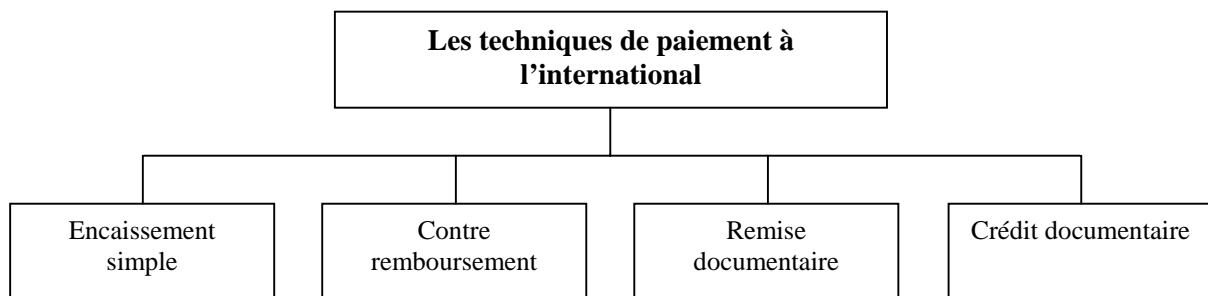 Les techniques de paiement à
l’international
Encaissement
simple
Contre
remboursement
Remise
documentaire
Crédit documentaire